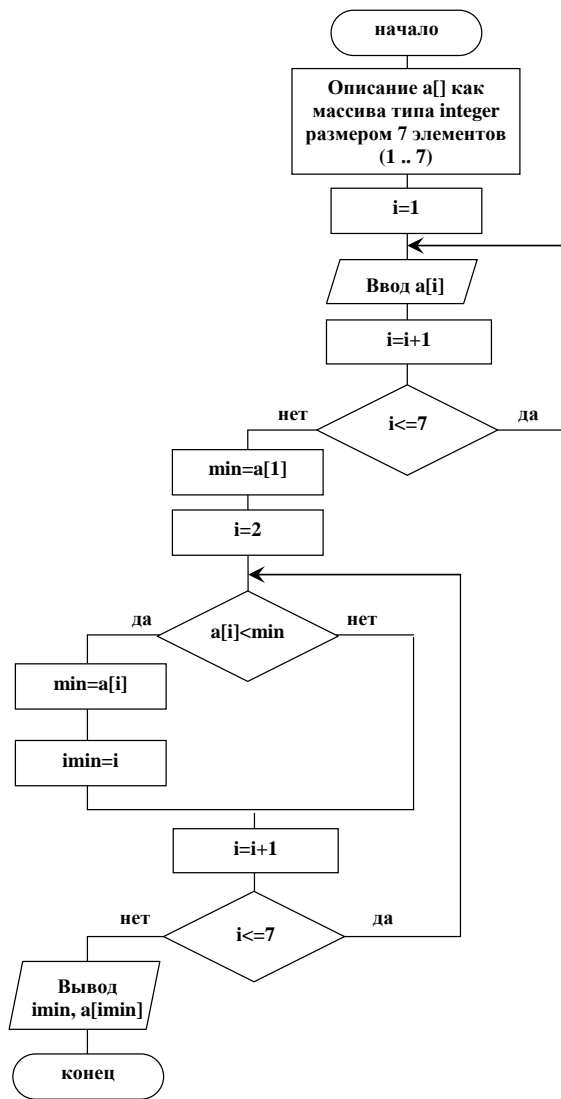 начало
Описание a[] как
массива типа integer
размером 7 элементов
(1 .. 7)
i=1
Ввод a[i]
i=i+1
нет
i<=7
да
min=a[1]
i=2
да
a[i]<min
нет
min=a[i]
imin=i
i=i+1
нет
i<=7
да
Вывод
imin, a[imin]
конец